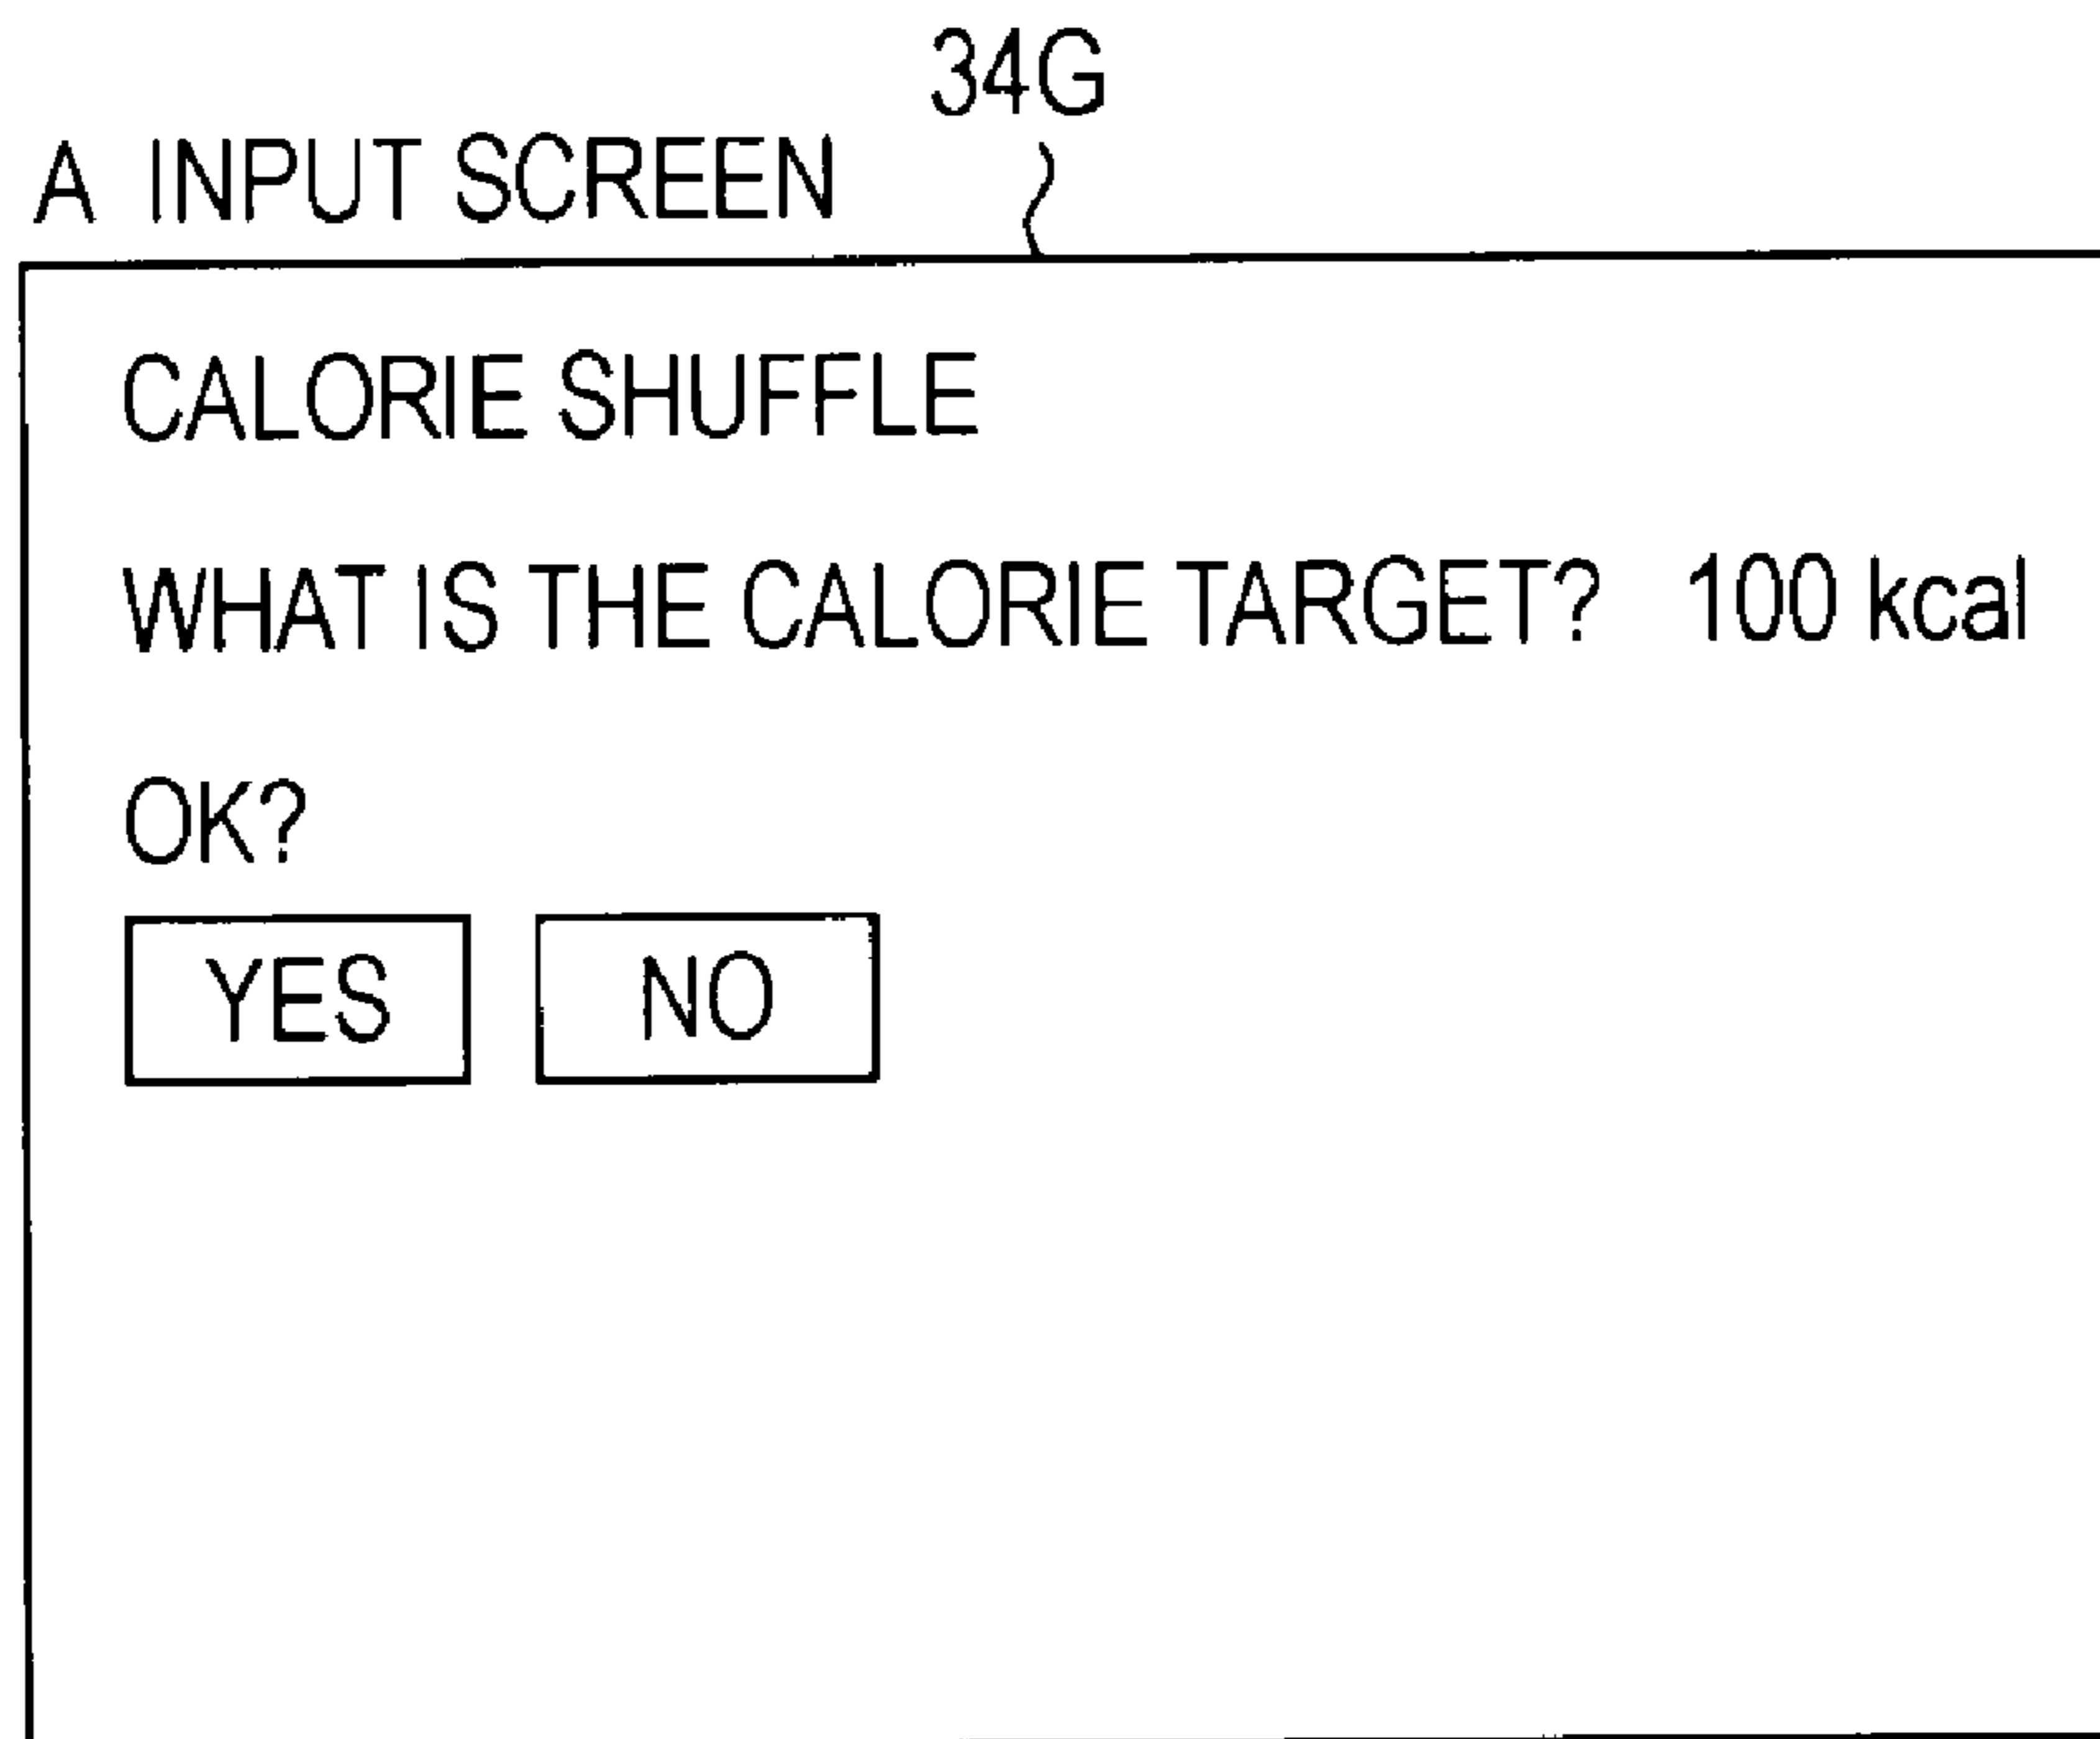 34G
A INPUT SCREEN
CALORIE SHUFFLE
WHAT IS THE CALORIE TARGET? 100 kcal
OK?
YES NO